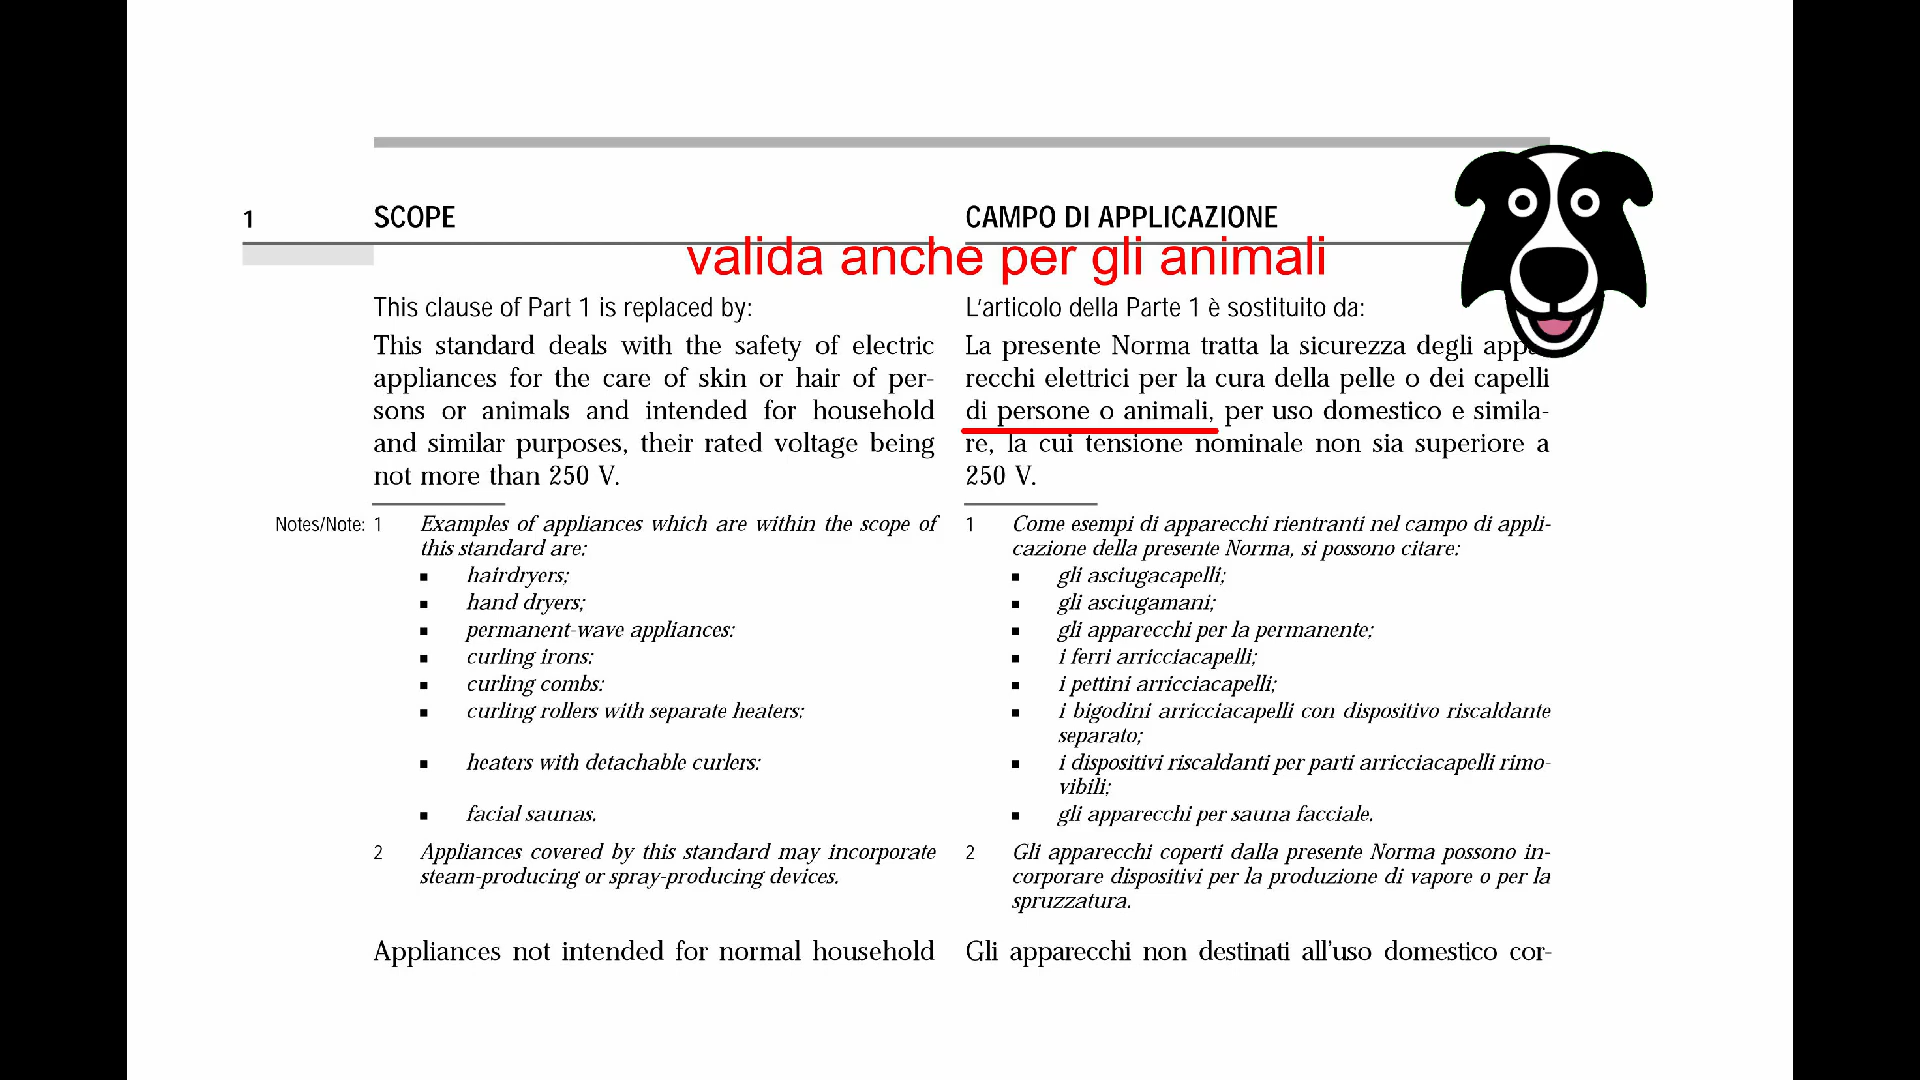 1
SCOPE
CAMPO DI APPLICAZIONE
valida anche per gli animali
This clause of Part 1 is replaced by:
This standard deals with the safety of electric
appliances for the care of skin or hair of per-
sons or animals and intended for household
and similar purposes, their rated voltage being
not more than 250 V.
Notes/Note: 1 Examples of appliances which are within the scope of
this standard are:
▪ hairdryers;
▪ hand dryers;
▪ permanent-wave appliances:
▪ curling irons:
▪ curling combs:
▪ curling rollers with separate heaters:
▪ heaters with detachable curlers:
▪ facial saunas.
2 Appliances covered by this standard may incorporate
steam-producing or spray-producing devices.
Appliances not intended for normal household
L'articolo della Parte 1 è sostituito da:
La presente Norma tratta la sicurezza degli app
recchi elettrici per la cura della pelle o dei capelli
di persone o animali, per uso domestico e simila-
re, la cui tensione nominale non sia superiore a
250 V.
1 Come esempi di apparecchi rientranti nel campo di appli-
cazione della presente Norma, si possono citare:
▪ gli asciugacapelli;
▪ gli asciugamani;
▪ gli apparecchi per la permanente;
▪ i ferri arricciacapelli;
▪ i pettini arricciacapelli;
▪ i bigodini arricciacapelli con dispositivo riscaldante
separato;
▪ i dispositivi riscaldanti per parti arricciacapelli rimo-
vibili;
▪ gli apparecchi per sauna facciale.
2 Gli apparecchi coperti dalla presente Norma possono in-
corporare dispositivi per la produzione di vapore o per la
spruzzatura.
Gli apparecchi non destinati all'uso domestico cor-